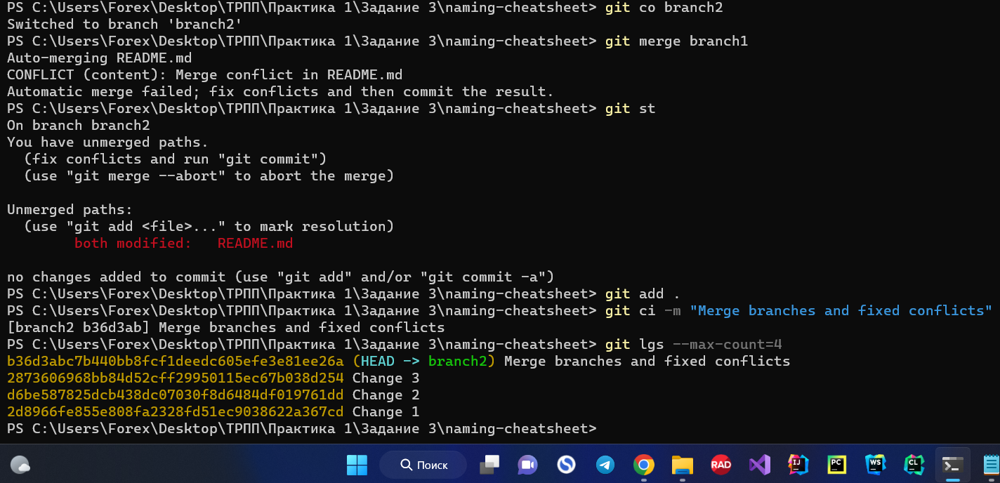 PS C:\Users\Forex\Desktop\ТРПП\Практика 1\Задание 3\naming-cheatsheet> git co branch2
Switched to branch 'branch2'
PS C:\Users\Forex\Desktop\ТРПП\Практика 1\Задание 3\naming-cheatsheet> git merge branch1
Auto-merging README.md
CONFLICT (content): Merge conflict in README.md
Automatic merge failed; fix conflicts and then commit the result.
PS C:\Users\Forex\Desktop\ТРПП\Практика 1\Задание 3\naming-cheatsheet> git st
On branch branch2
You have unmerged paths.
  (fix conflicts and run "git commit")
  (use "git merge --abort" to abort the merge)

Unmerged paths:
  (use "git add <file>..." to mark resolution)
        both modified:   README.md

no changes added to commit (use "git add" and/or "git commit -a")
PS C:\Users\Forex\Desktop\ТРПП\Практика 1\Задание 3\naming-cheatsheet> git add .
PS C:\Users\Forex\Desktop\ТРПП\Практика 1\Задание 3\naming-cheatsheet> git ci -m "Merge branches and fixed conflicts"
[branch2 b36d3ab] Merge branches and fixed conflicts
PS C:\Users\Forex\Desktop\ТРПП\Практика 1\Задание 3\naming-cheatsheet> git lgs --max-count=4
b36d3abc7b440bb8fcf1deedc605efe3e81ee26a (HEAD -> branch2) Merge branches and fixed conflicts
2873606968bb84d52cff29950115ec67b038d254 Change 3
d6be587825dcb438dc07030f8d6484df019761dd Change 2
2d8966fe855e808fa2328fd51ec9038622a367cd Change 1
PS C:\Users\Forex\Desktop\ТРПП\Практика 1\Задание 3\naming-cheatsheet>
Поиск RAD IJ PC WS CL